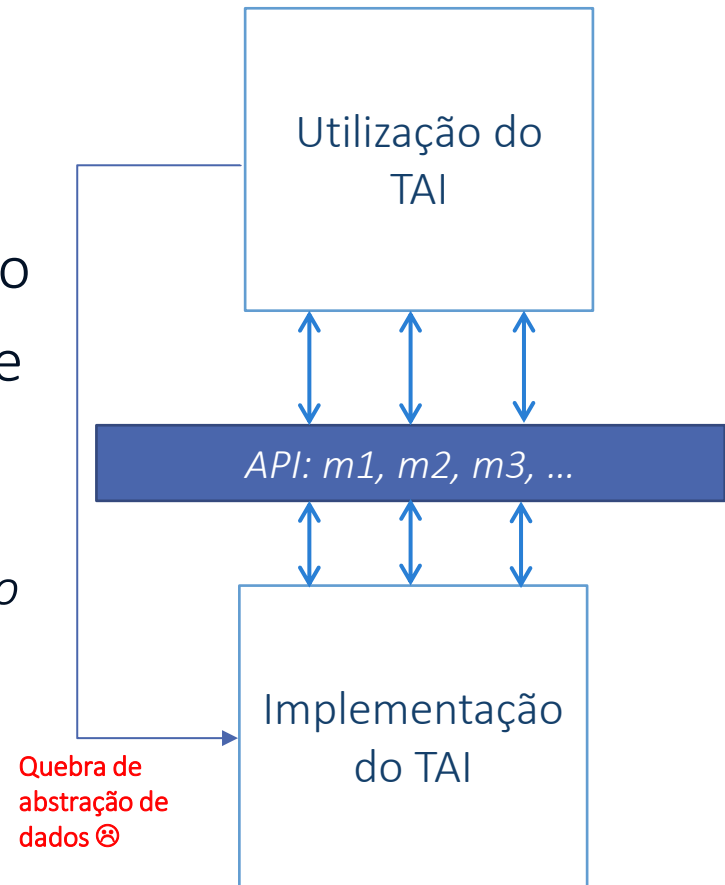 Utilização do
TAI
o
e
API: m1, m2, m3, ...
o
Implementação
do TAI
Quebra de
abstração de
dados ☹